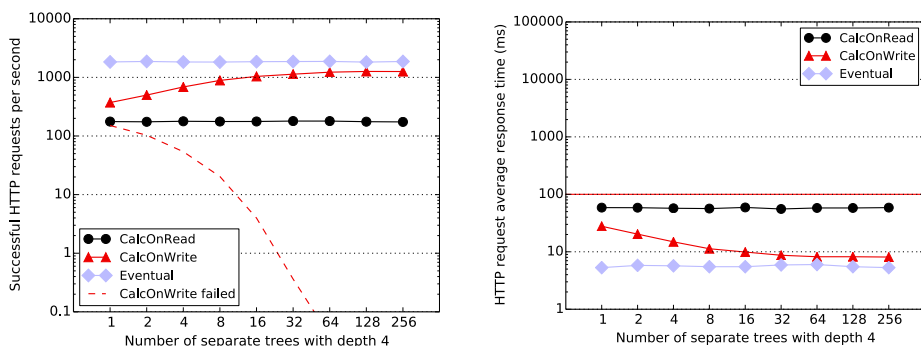 Successful HTTP requests per second
10000
1000
100
10
1
0.1
CalcOnRead
CalcOnWrite
Eventual
CalcOnWrite failed
1 2 4 8 16 32 64 128 256
Number of separate trees with depth 4
HTTP request average response time (ms)
100000
10000
1000
100
10
1
CalcOnRead
CalcOnWrite
Eventual
1 2 4 8 16 32 64 128 256
Number of separate trees with depth 4